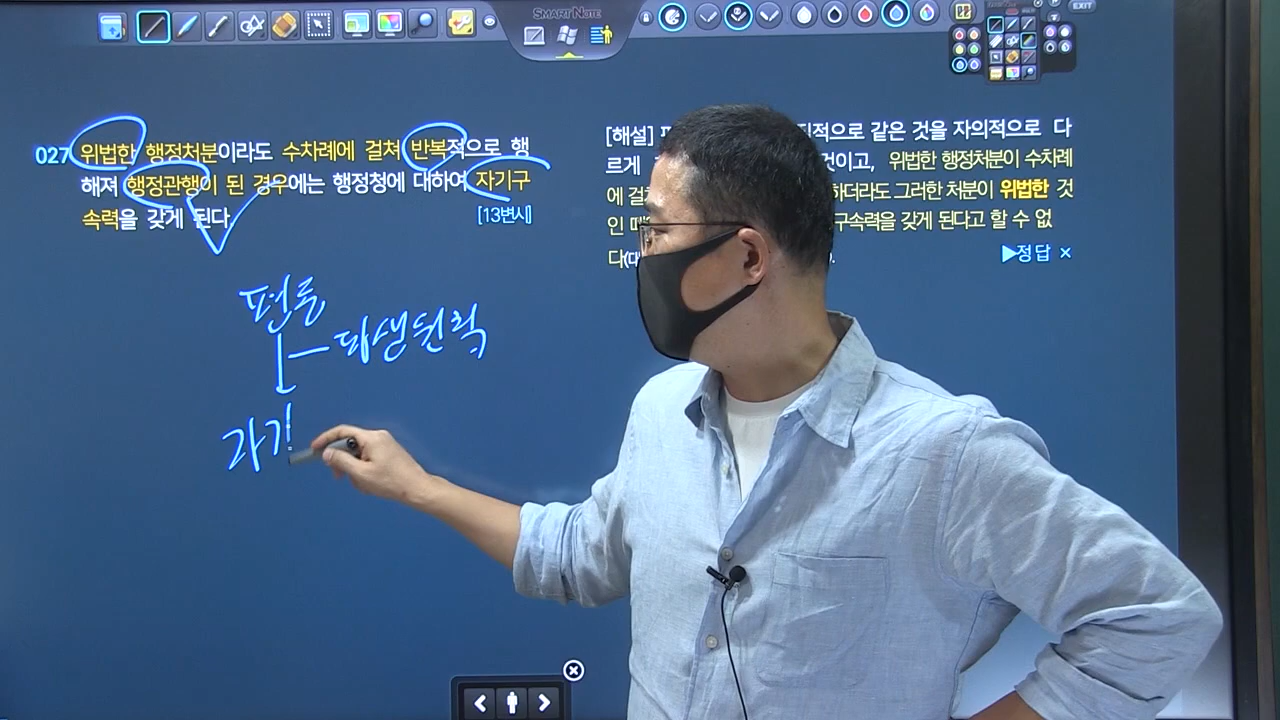 SMARTNOTE
EXIT
027 위법한 행정처분이라도 수차례에 걸쳐 반복적으로 행
해져 행정관행이 된 경우에는 행정청에 대하여 자기구
속력을 갖게 된다
[13변시]
[해설] 적으로 같은 것을 자의적으로 다
르게 것이고, 위법한 행정처분이 수차례
에 걸쳐 하더라도 그러한 처분이 위법한 것
인 때 구속력을 갖게 된다고 할 수 없
다(대
▶정답 ×
파생원칙
자기